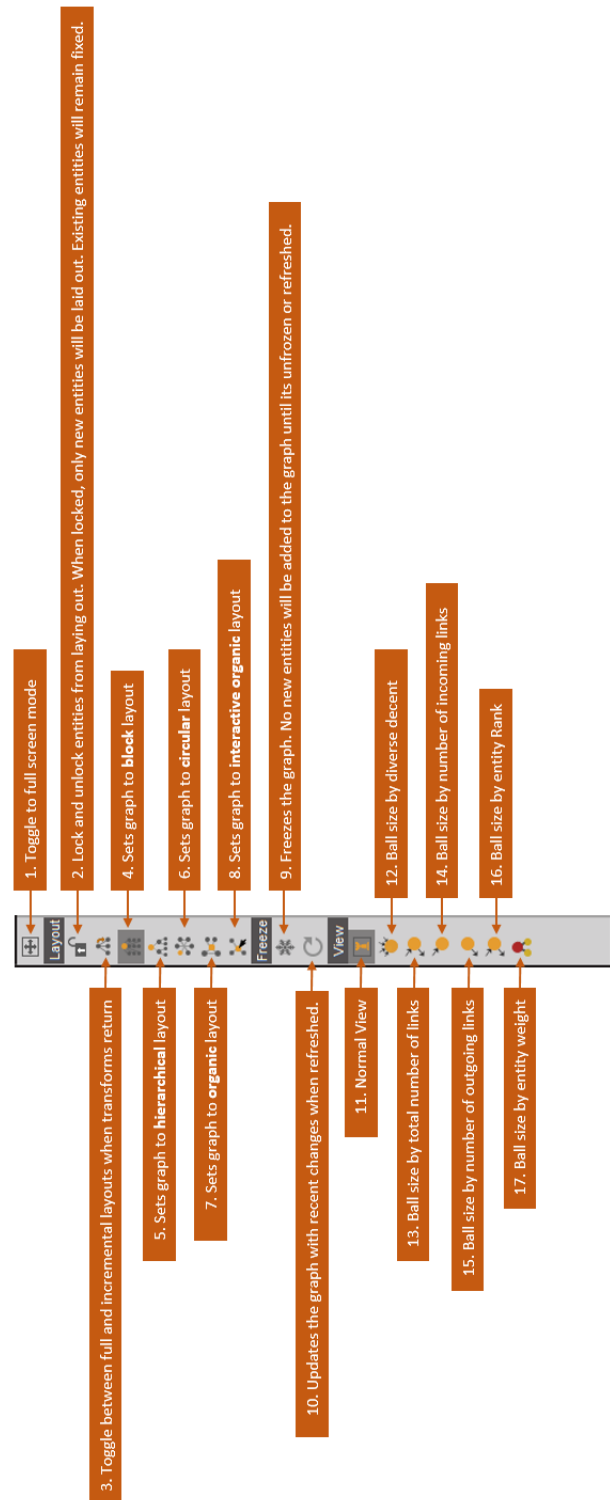 1. Toggle to full screen mode
Layout
2. Lock and unlock entities from laying out. When locked, only new entities will be laid out. Existing entities will remain fixed.
3. Toggle between full and incremental layouts when transforms return
4. Sets graph to block layout
5. Sets graph to hierarchical layout
6. Sets graph to circular layout
7. Sets graph to organic layout
8. Sets graph to interactive organic layout
Freeze
9. Freezes the graph. No new entities will be added to the graph until its unfrozen or refreshed.
10. Updates the graph with recent changes when refreshed.
View
11. Normal View
12. Ball size by diverse decent
13. Ball size by total number of links
14. Ball size by number of incoming links
15. Ball size by number of outgoing links
16. Ball size by entity Rank
17. Ball size by entity weight